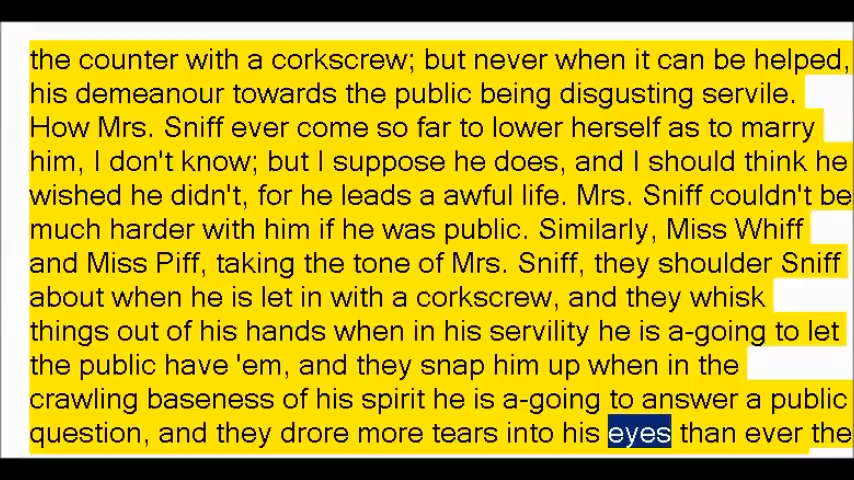 the counter with a corkscrew; but never when it can be helped,
his demeanour towards the public being disgusting servile.
How Mrs. Sniff ever come so far to lower herself as to marry
him, I don't know; but I suppose he does, and I should think he
wished he didn't, for he leads a awful life. Mrs. Sniff couldn't be
much harder with him if he was public. Similarly, Miss Whiff
and Miss Piff, taking the tone of Mrs. Sniff, they shoulder Sniff
about when he is let in with a corkscrew, and they whisk
things out of his hands when in his servility he is a-going to let
the public have 'em, and they snap him up when in the
crawling baseness of his spirit he is a-going to answer a public
question, and they drore more tears into his eyes than ever the